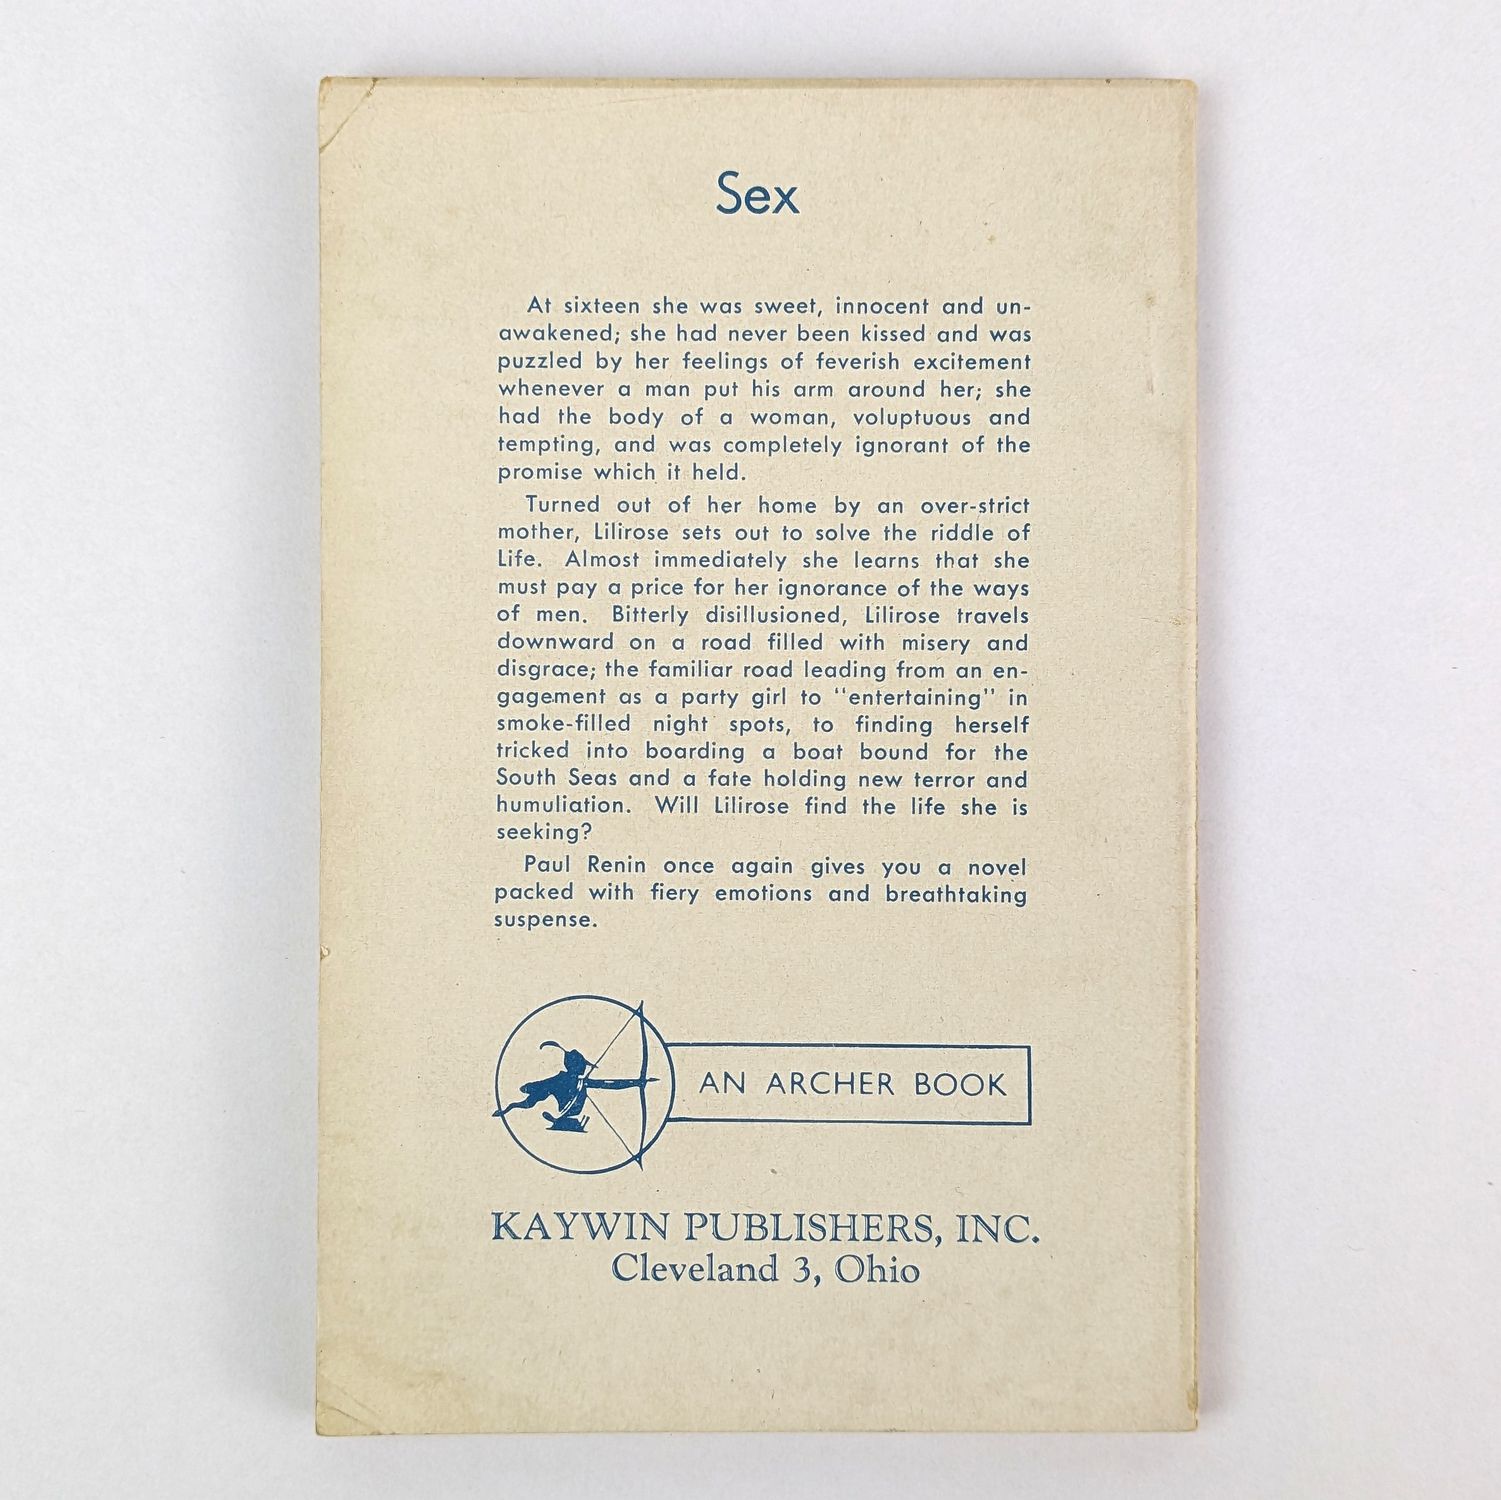 Sex
At sixteen she was sweet, innocent and un-
awakened; she had never been kissed and was
puzzled by her feelings of feverish excitement
whenever a man put his arm around her; she
had the body of a woman, voluptuous and
tempting, and was completely ignorant of the
promise which it held.
Turned out of her home by an over-strict
mother, Lilirose sets out to solve the riddle of
Life. Almost immediately she learns that she
must pay a price for her ignorance of the ways
of men. Bitterly disillusioned, Lilirose travels
downward on a road filled with misery and
disgrace; the familiar road leading from an en-
gagement as a party girl to "entertaining" in
smoke-filled night spots, to finding herself
tricked into boarding a boat bound for the
South Seas and a fate holding new terror and
humuliation. Will Lilirose find the life she is
seeking?
Paul Renin once again gives you a novel
packed with fiery emotions and breathtaking
suspense.
AN ARCHER BOOK
KAYWIN PUBLISHERS, INC.
Cleveland 3, Ohio